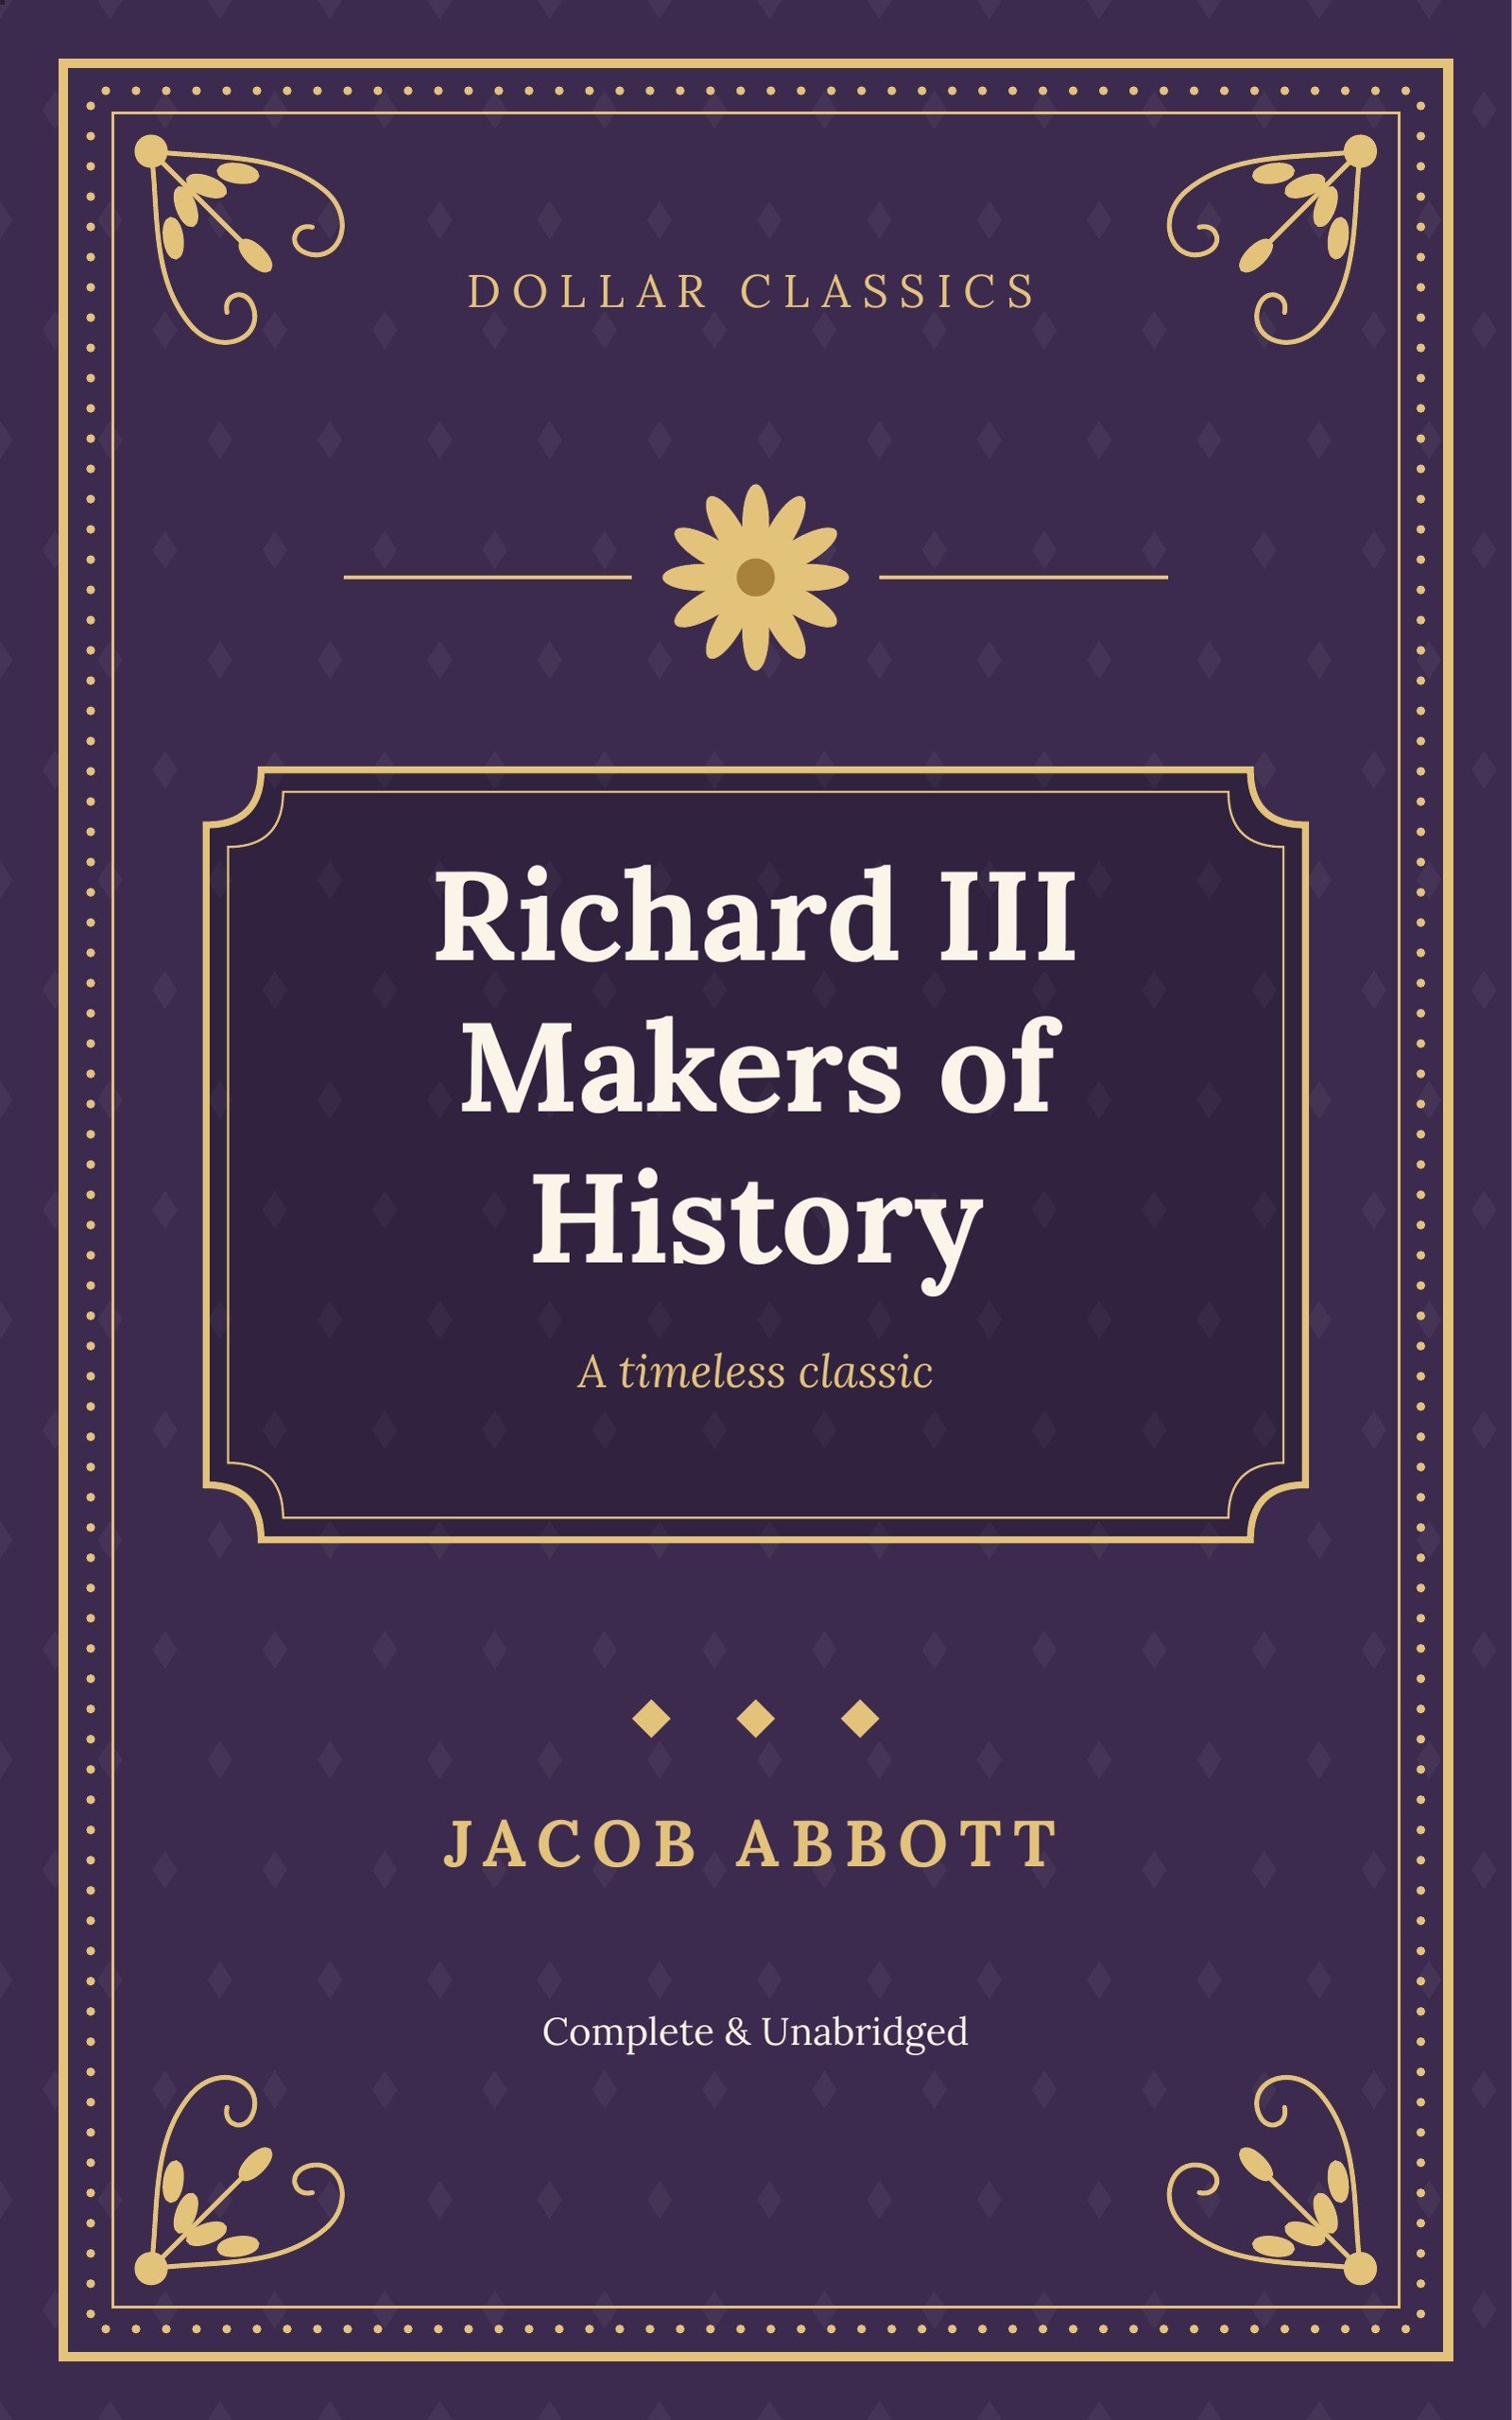 DOLLAR CLASSICS
Richard III
Makers of
History
A timeless classic
JACOB ABBOTT
Complete & Unabridged